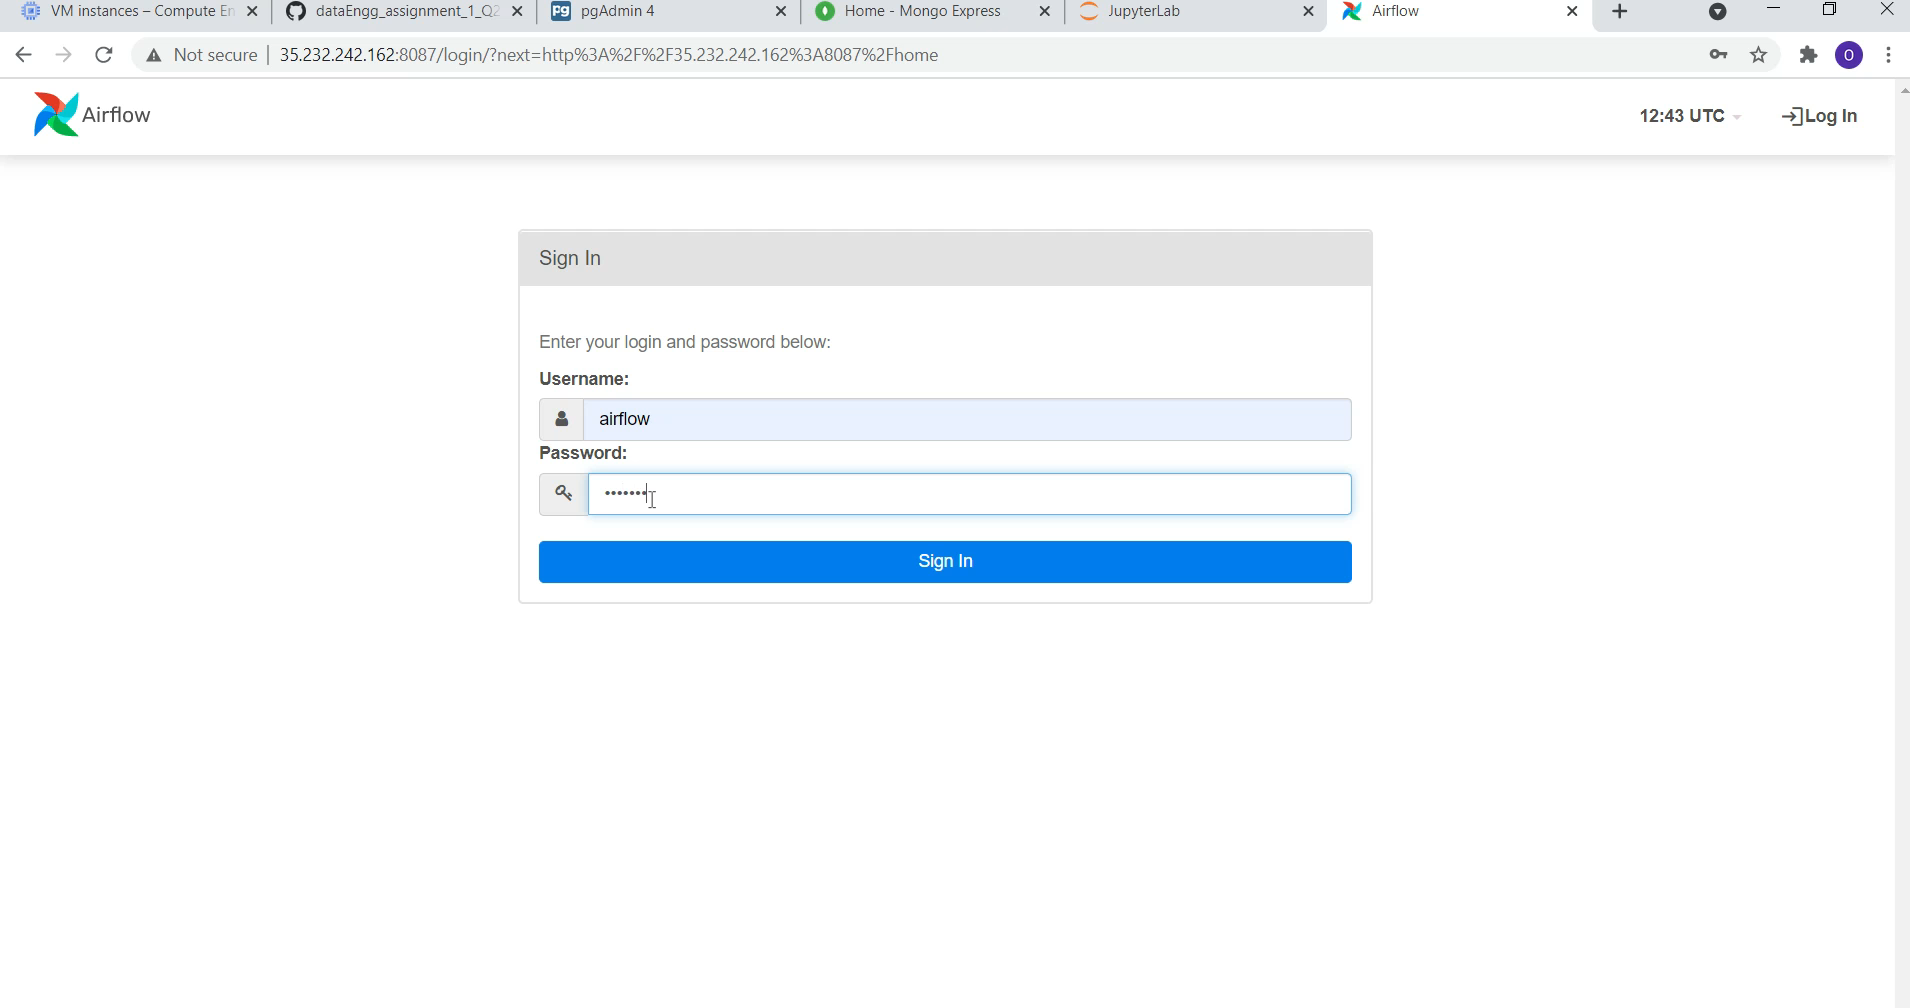 VM instances – Compute En
dataEngg_assignment_1_Q2
pgAdmin 4
Home - Mongo Express
JupyterLab
Airflow
Not secure
35.232.242.162:8087/login/?next=http%3A%2F%2F35.232.242.162%3A8087%2Fhome
O
Airflow
12:43 UTC
Log In
Sign In
Enter your login and password below:
Username:
airflow
Password:
•••••••
Sign In